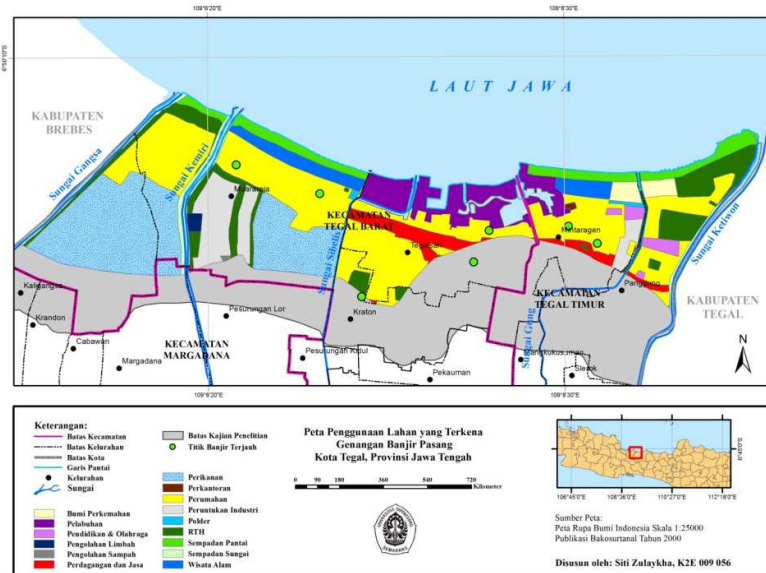 109°6'20"E
109°8'30"E
6°50'10"S
LAUT JAWA
KABUPATEN
BREBES
Sungai Gangsa
Sungai Kemiri
Muarareja
KECAMATAN
TEGAL BARAT
Mintaragen
Tegalsari
Sungai Sibelis
Sungai Ketiwon
Panggung
KECAMATAN
TEGAL TIMUR
KABUPATEN
TEGAL
Kaligangsa
Krandon
Cabawan
Margadana
KECAMATAN
MARGADANA
Pesurungan Lor
Kraton
Pesurungan Kidul
Pekauman
Sungai Gung
Mangkukusuman
Slerok
N
109°6'20"E
109°8'30"E
Keterangan:
Batas Kecamatan
Batas Kelurahan
Batas Kota
Garis Pantai
Kelurahan
Sungai
Bumi Perkemahan
Pelabuhan
Pendidikan & Olahraga
Pengolahan Limbah
Pengolahan Sampah
Perdagangan dan Jasa
Batas Kajian Penelitian
Titik Banjir Terjauh
Perikanan
Perkantoran
Perumahan
Peruntukan Industri
Polder
RTH
Sempadan Pantai
Sempadan Sungai
Wisata Alam
Peta Penggunaan Lahan yang Terkena
Genangan Banjir Pasang
Kota Tegal, Provinsi Jawa Tengah
0 90 180 360 540 720
Kilometer
SEMARANG
6°40'0"S
106°45'0"E 108°36'0"E 110°27'0"E 112°18'0"E
Sumber Peta:
Peta Rupa Bumi Indonesia Skala 1:25000
Publikasi Bakosurtanal Tahun 2000
Disusun oleh: Siti Zulaykha, K2E 009 056